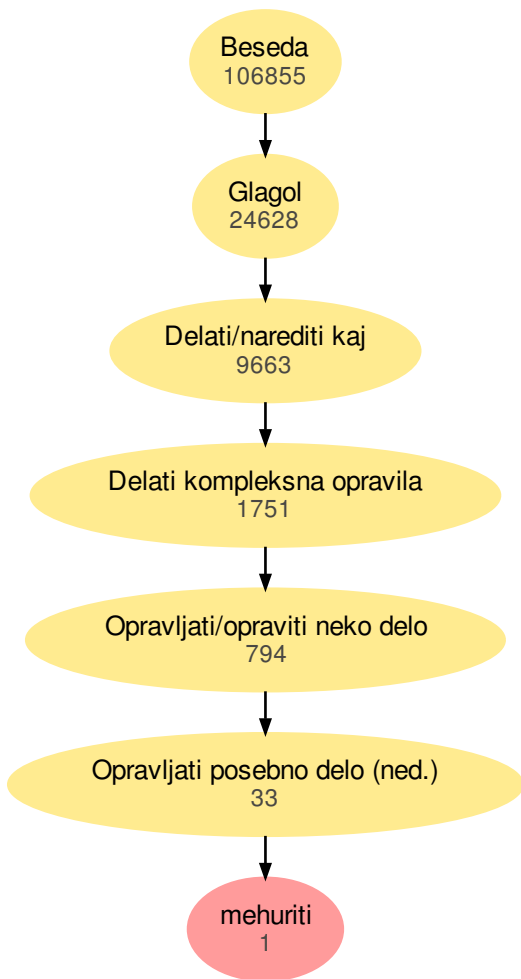 Beseda
106855
Glagol
24628
Delati/narediti kaj
9663
Delati kompleksna opravila
1751
Opravljati/opraviti neko delo
794
Opravljati posebno delo (ned.)
33
mehuriti
1